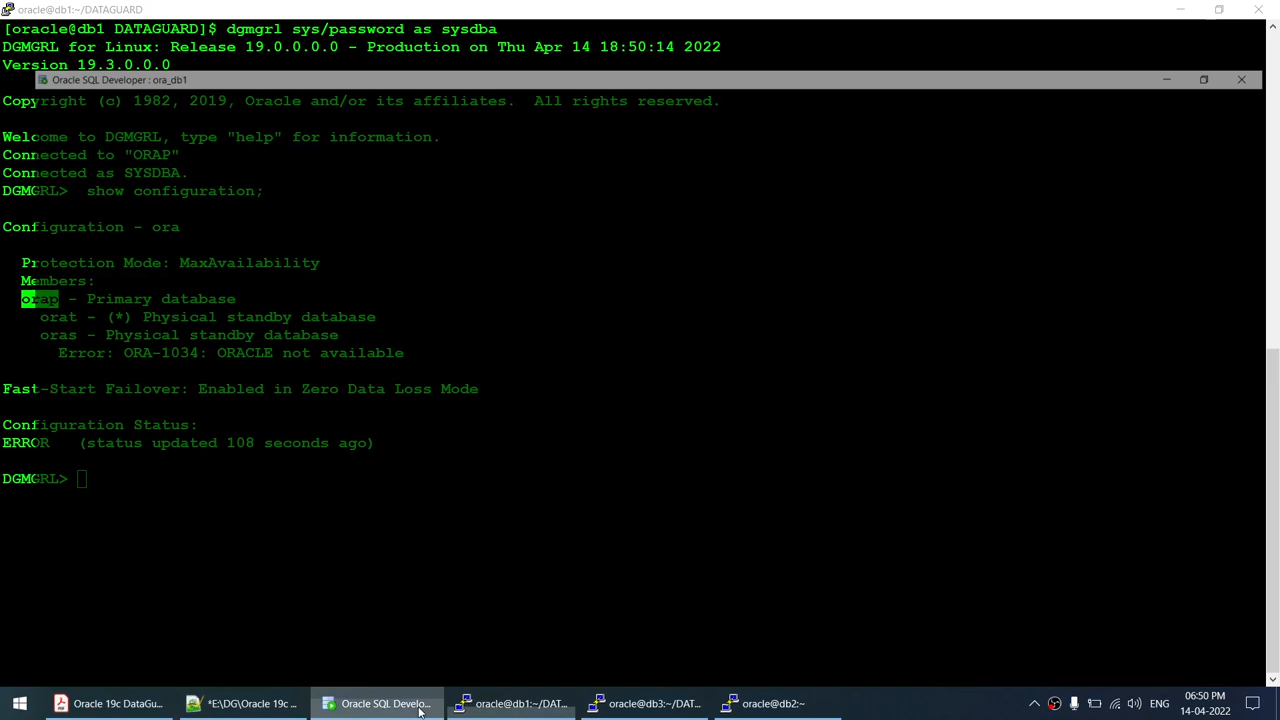 oracle@db1:~/DATAGUARD
[oracle@db1 DATAGUARD]$ dgmgrl sys/password as sysdba
DGMGRL for Linux: Release 19.0.0.0.0 - Production on Thu Apr 14 18:50:14 2022
Version 19.3.0.0.0
Oracle SQL Developer : ora_db1
Copyright (c) 1982, 2019, Oracle and/or its affiliates.  All rights reserved.
Welcome to DGMGRL, type "help" for information.
Connected to "ORAP"
Connected as SYSDBA.
DGMGRL>  show configuration;
Configuration - ora
Protection Mode: MaxAvailability
Members:
orap - Primary database
orat - (*) Physical standby database
oras - Physical standby database
Error: ORA-1034: ORACLE not available
Fast-Start Failover: Enabled in Zero Data Loss Mode
Configuration Status:
ERROR   (status updated 108 seconds ago)
DGMGRL>
Oracle 19c DataGu... *E:\DG\Oracle 19c ... Oracle SQL Develo... oracle@db1:~/DAT... oracle@db3:~/DAT... oracle@db2:~ ENG 06:50 PM
14-04-2022